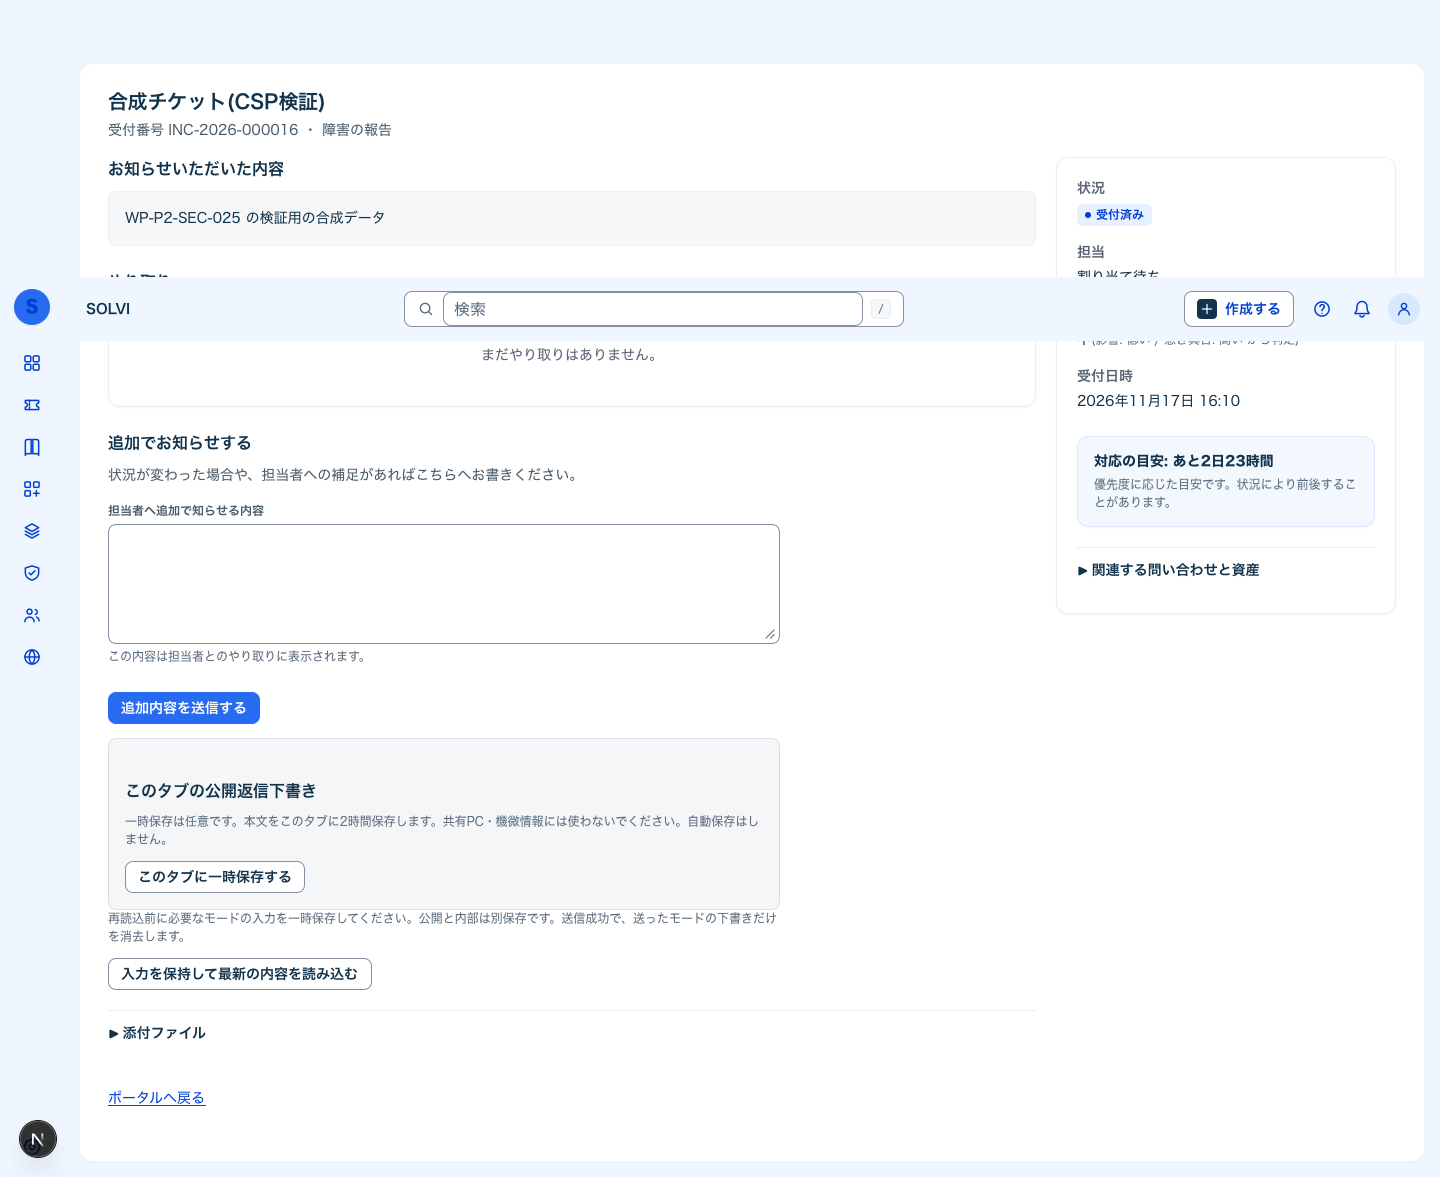 合成チケット(CSP検証)
受付番号 INC-2026-000016 ・ 障害の報告
お知らせいただいた内容
WP-P2-SEC-025 の検証用の合成データ
状況
受付済み
担当
S
SOLVI
検索
/
作成する
まだやり取りはありません。
受付日時
2026年11月17日 16:10
対応の目安: あと2日23時間
優先度に応じた目安です。状況により前後するこ
とがあります。
関連する問い合わせと資産
追加でお知らせする
状況が変わった場合や、担当者への補足があればこちらへお書きください。
担当者へ追加で知らせる内容
この内容は担当者とのやり取りに表示されます。
追加内容を送信する
このタブの公開返信下書き
一時保存は任意です。本文をこのタブに2時間保存します。共有PC・機微情報には使わないでください。自動保存はし
ません。
このタブに一時保存する
再読込前に必要なモードの入力を一時保存してください。公開と内部は別保存です。送信成功で、送ったモードの下書きだけ
を消去します。
入力を保持して最新の内容を読み込む
添付ファイル
ポータルへ戻る
N